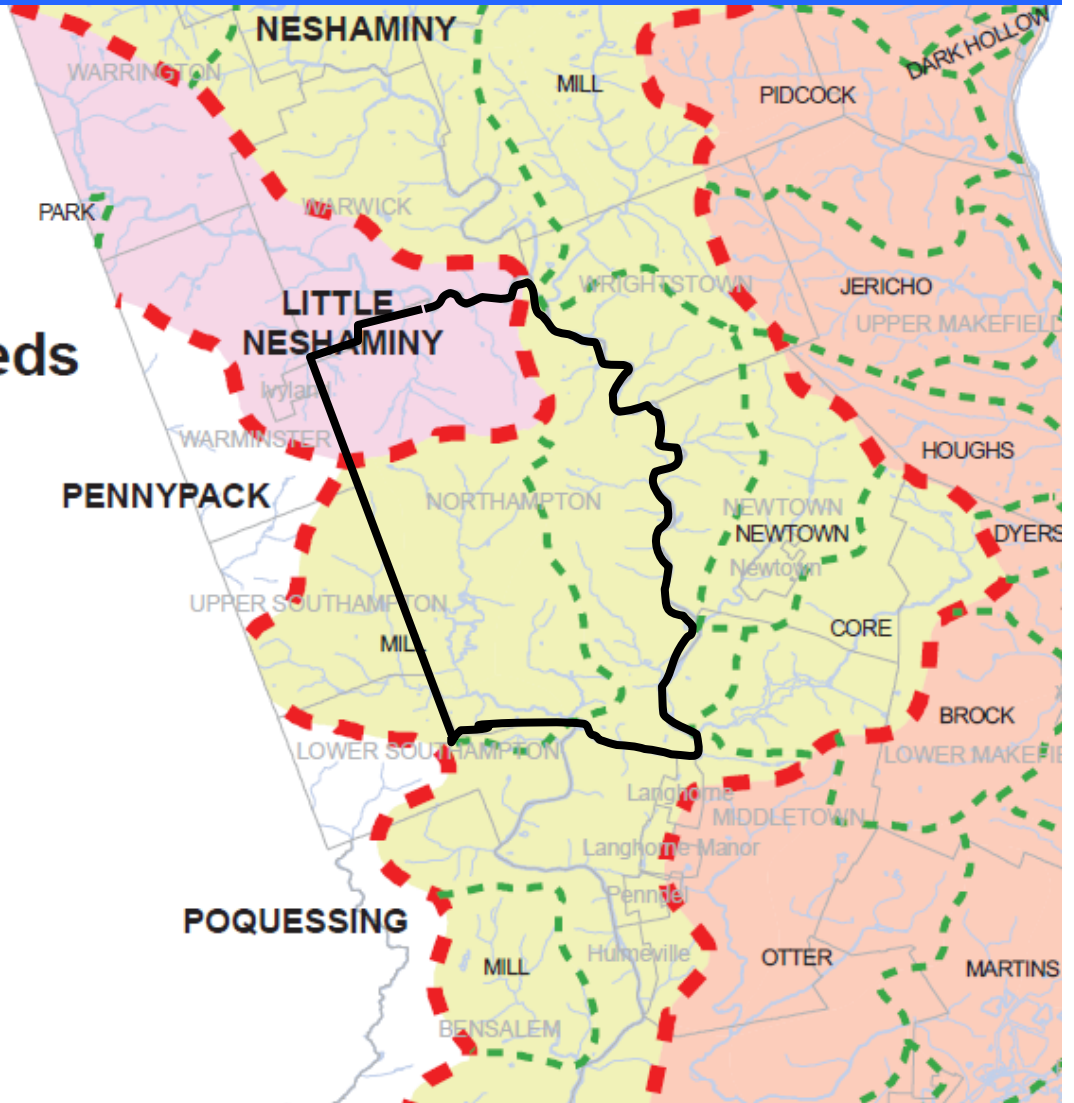 NESHAMINY
DARK HOLLOW
WARRINGTON
MILL
PIDCOCK
PARK
WARWICK
WRIGHTSTOWN
JERICHO
LITTLE
NESHAMINY
UPPER MAKEFIELD
eds
Ivyland
WARMINSTER
HOUGHS
PENNYPACK
NORTHAMPTON
NEWTOWN
NEWTOWN
DYERS
Newtown
UPPER SOUTHAMPTON
CORE
MILL
BROCK
LOWER SOUTHAMPTON
LOWER MAKEFIE
Langhorne
MIDDLETOWN
Langhorne Manor
Penndel
POQUESSING
Hulmeville
OTTER
MILL
MARTINS
BENSALEM